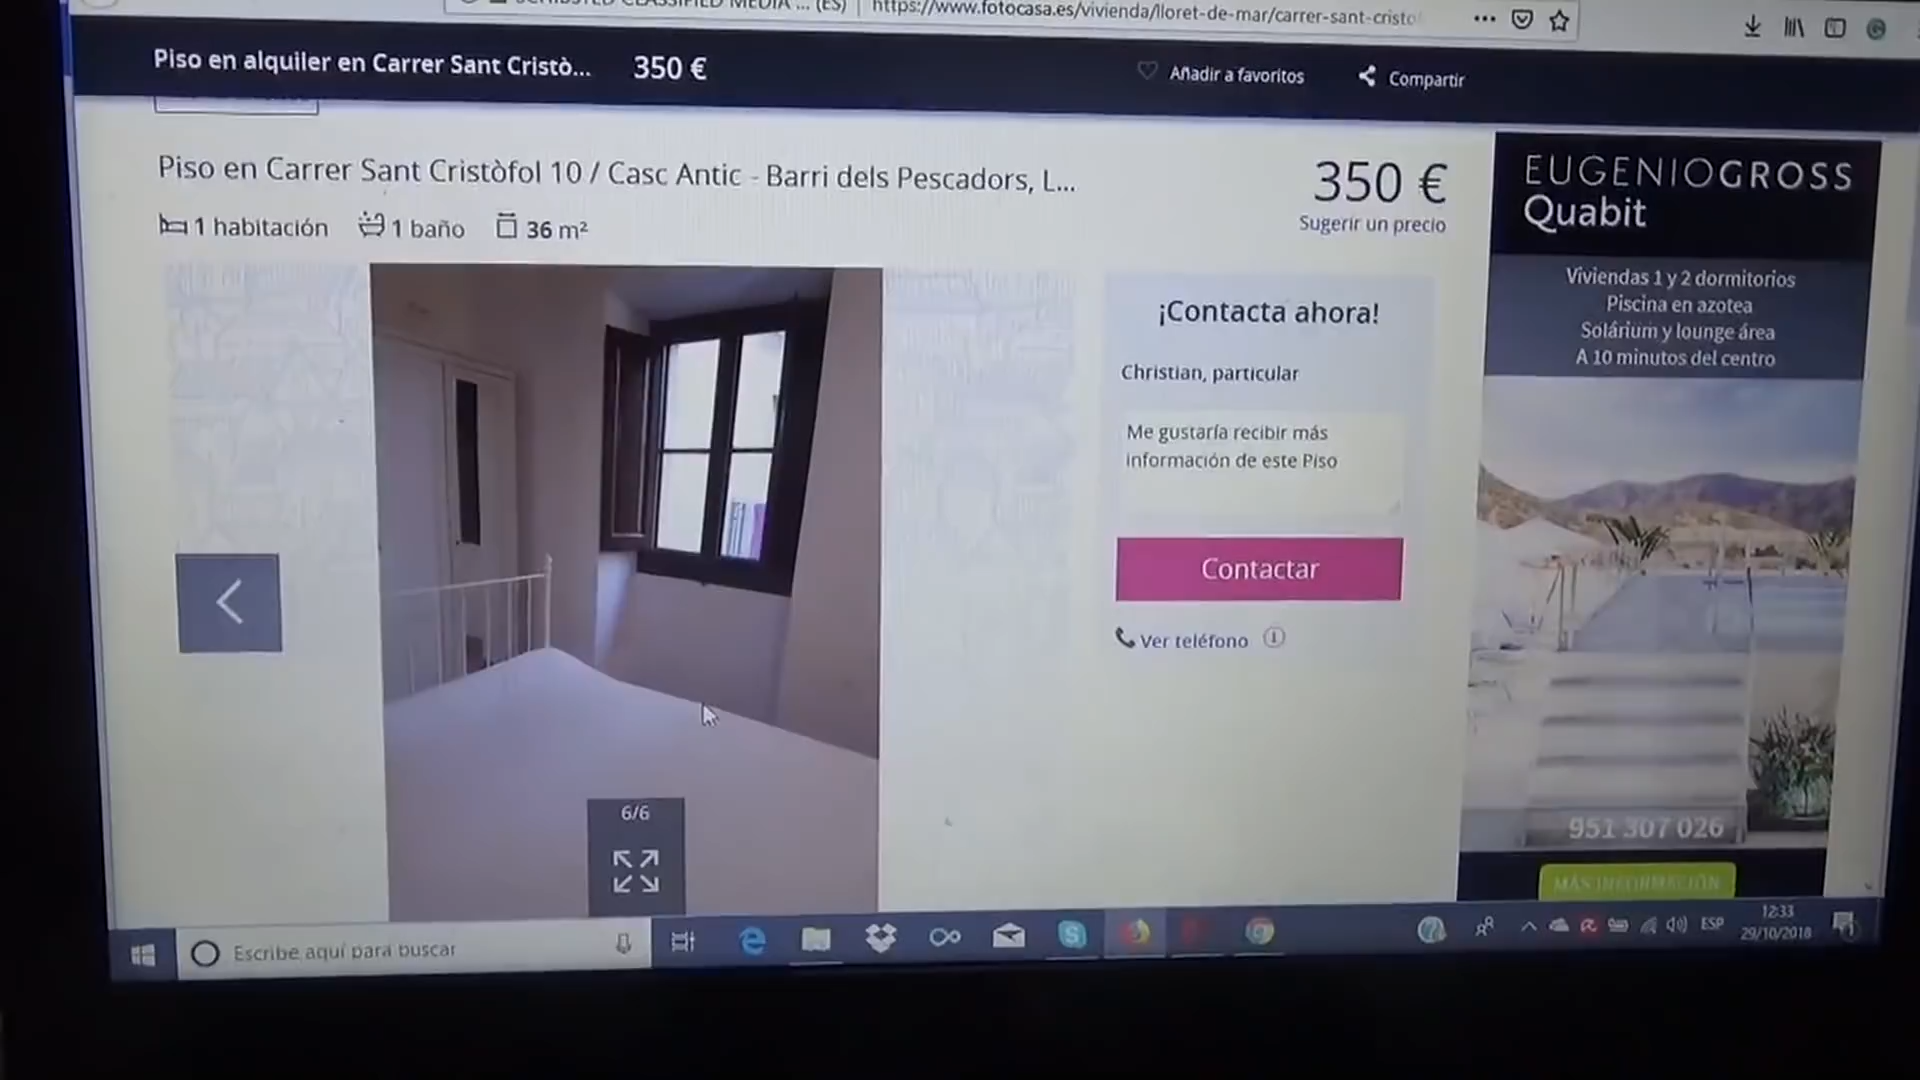 (ES)
https://www.fotocasa.es/vivienda/lloret-de-mar/carrer-sant-cristo
Piso en alquiler en Carrer Sant Cristò... 350 €
Añadir a favoritos
Compartir
Piso en Carrer Sant Cristòfol 10 / Casc Antic - Barri dels Pescadors, L...
1 habitación 1 baño 36 m²
350 €
Sugerir un precio
¡Contacta ahora!
Christian, particular
Me gustaría recibir más
información de este Piso
Contactar
Ver teléfono
6/6
EUGENIOGROSS
Quabit
Viviendas 1 y 2 dormitorios
Piscina en azotea
Solárium y lounge área
A 10 minutos del centro
951 307 026
MÁS INFORMACIÓN
Escribe aquí para buscar
ESP
12:33
29/10/2018